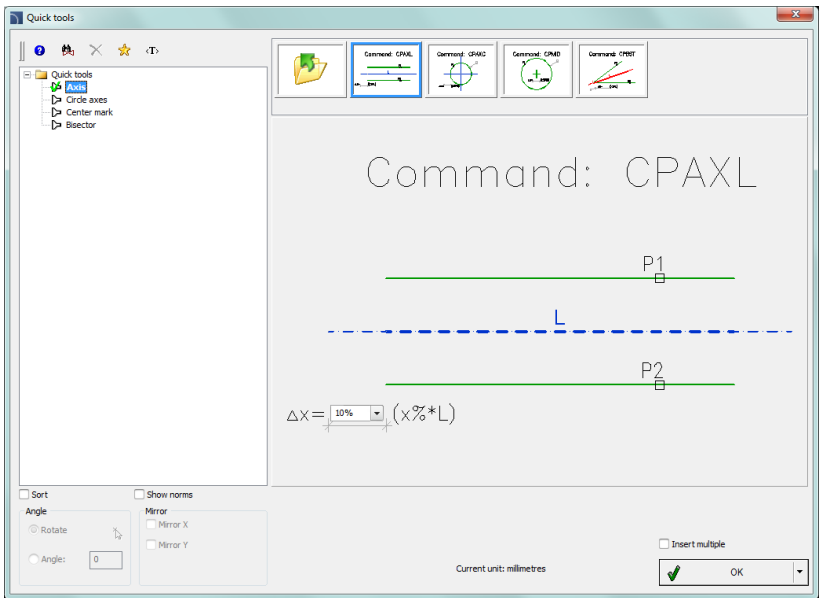 Quick tools
<T>
Quick tools
Axis
Circle axes
Center mark
Bisector
Command: CPAXL
Command: CPAXC
Command: CPMD
Command: CPBST
Command: CPAXL
P1
L
P2
Δx= 10% (x%*L)
Sort
Show norms
Angle
Rotate
Angle: 0
Mirror
Mirror X
Mirror Y
Current unit: millimetres
Insert multiple
OK